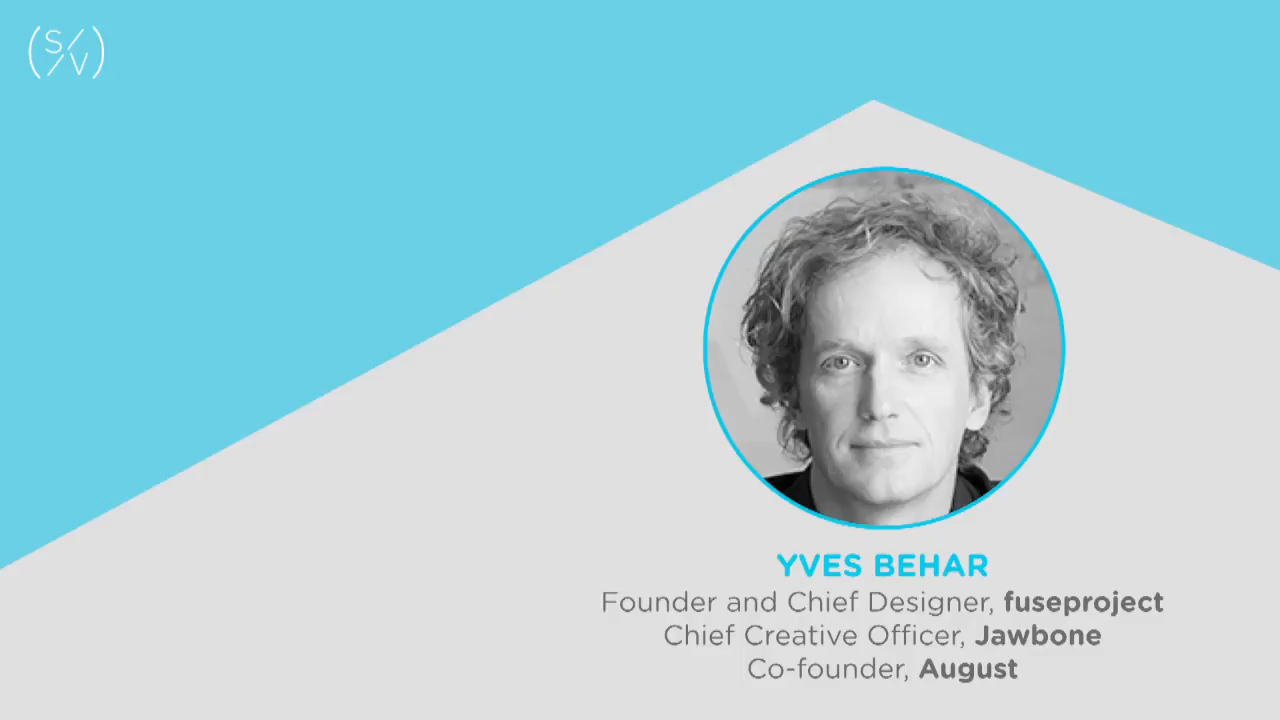 (S/V)
YVES BEHAR
Founder and Chief Designer, fuseproject
Chief Creative Officer, Jawbone
Co-founder, August